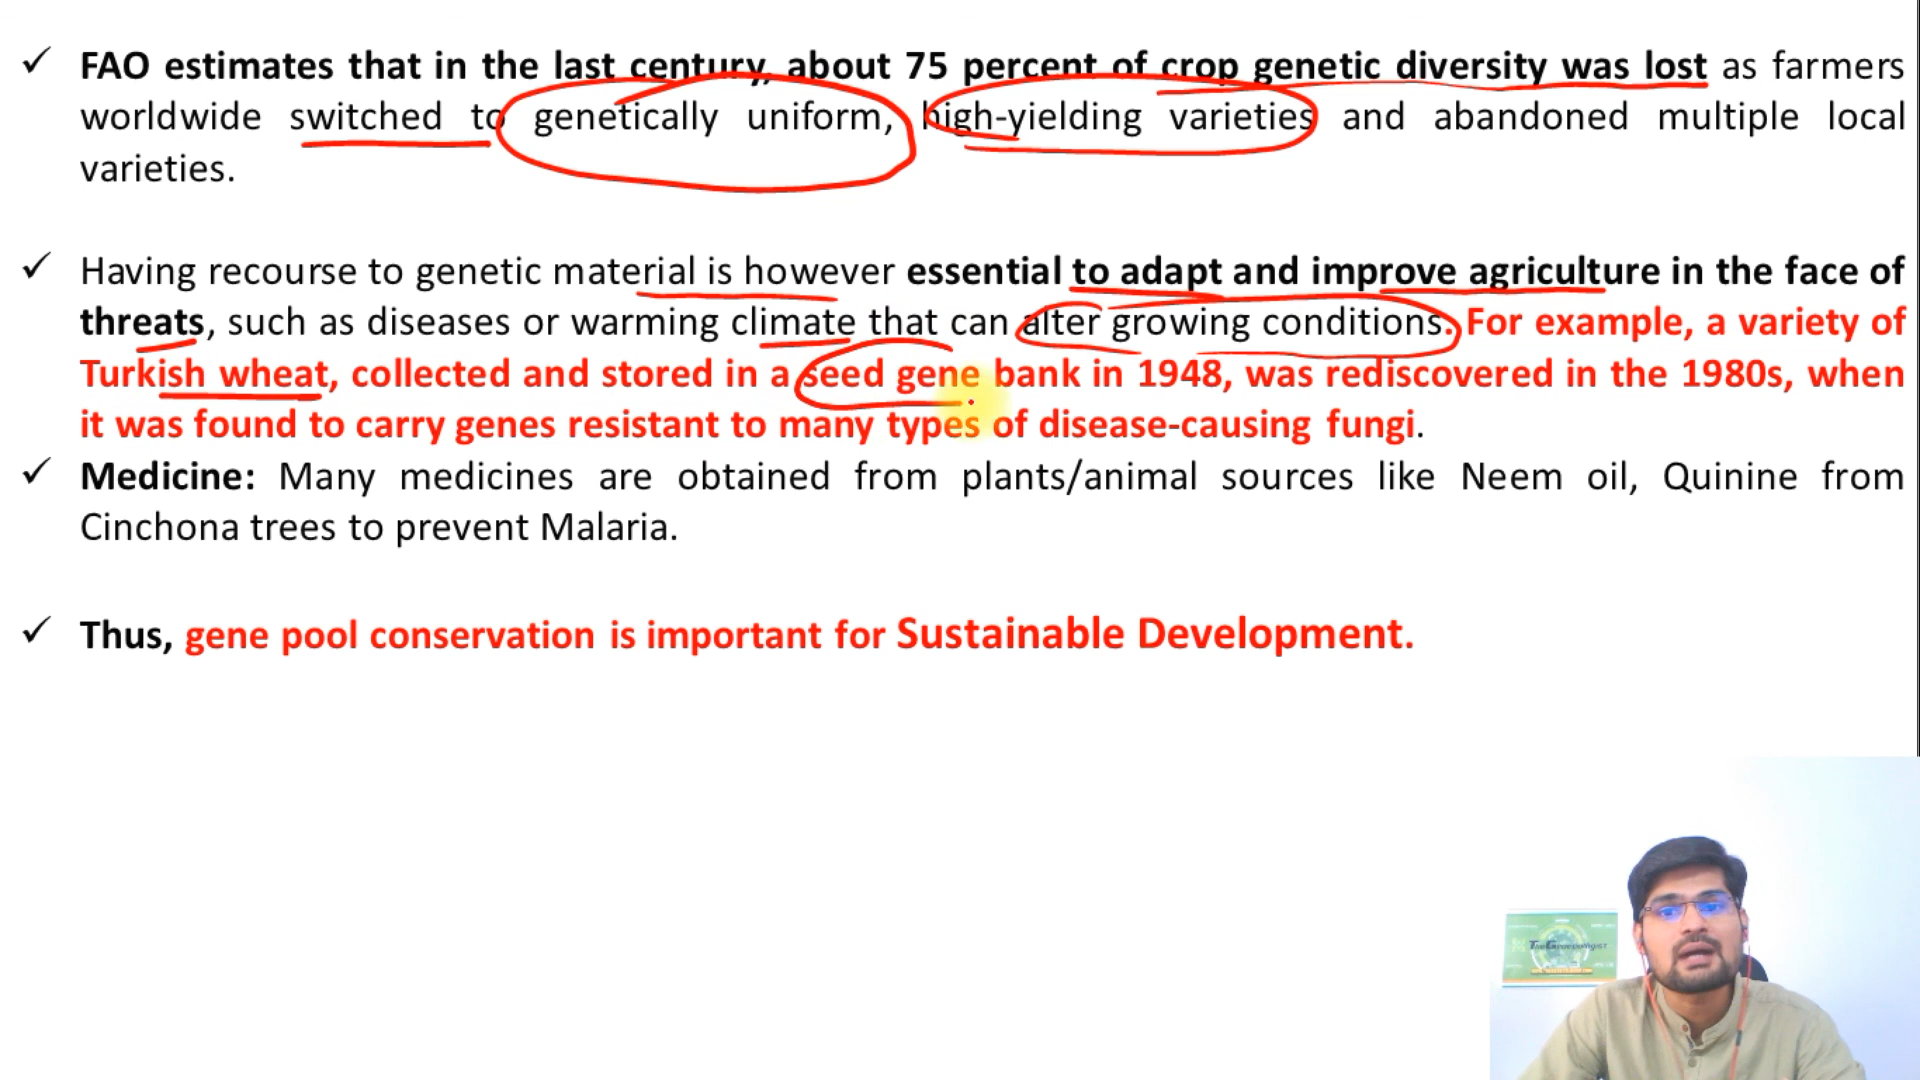 ✓ FAO estimates that in the last century, about 75 percent of crop genetic diversity was lost as farmers
worldwide switched to genetically uniform, high-yielding varieties and abandoned multiple local
varieties.
✓ Having recourse to genetic material is however essential to adapt and improve agriculture in the face of
threats, such as diseases or warming climate that can alter growing conditions. For example, a variety of
Turkish wheat, collected and stored in a seed gene bank in 1948, was rediscovered in the 1980s, when
it was found to carry genes resistant to many types of disease-causing fungi.
✓ Medicine: Many medicines are obtained from plants/animal sources like Neem oil, Quinine from
Cinchona trees to prevent Malaria.
✓ Thus, gene pool conservation is important for Sustainable Development.